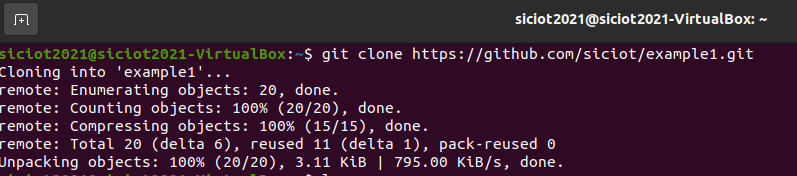 siciot2021@siciot2021-VirtualBox: ~
siciot2021@siciot2021-VirtualBox:~$ git clone https://github.com/siciot/example1.git
Cloning into 'example1'...
remote: Enumerating objects: 20, done.
remote: Counting objects: 100% (20/20), done.
remote: Compressing objects: 100% (15/15), done.
remote: Total 20 (delta 6), reused 11 (delta 1), pack-reused 0
Unpacking objects: 100% (20/20), 3.11 KiB | 795.00 KiB/s, done.